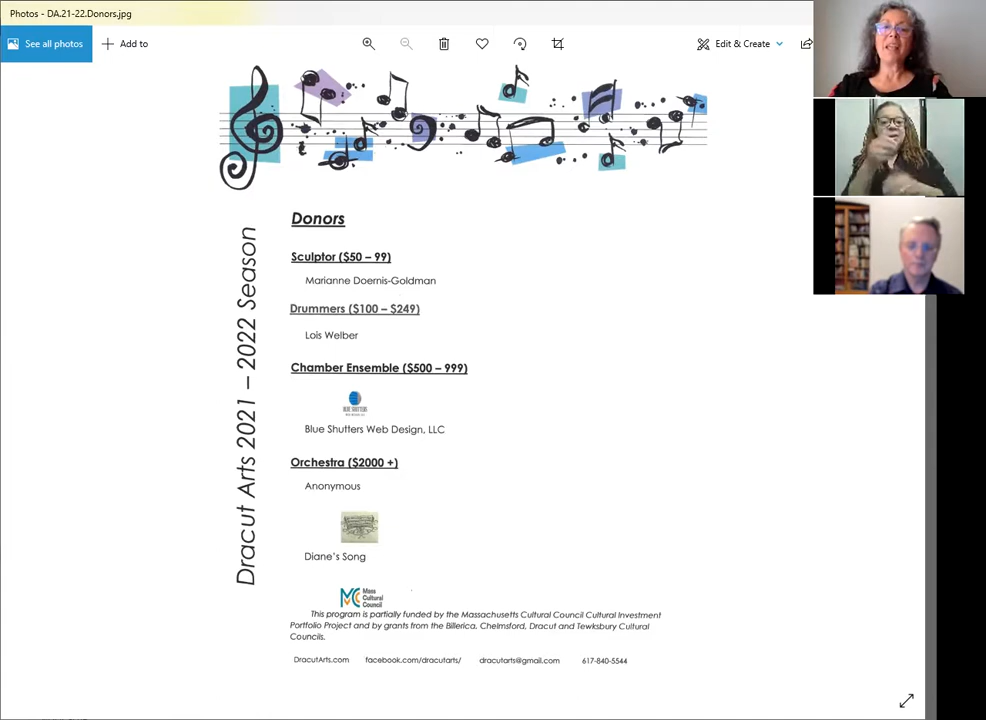 Photos - DA.21-22.Donors.jpg
See all photos
Add to
Edit & Create
Dracut Arts 2021 – 2022 Season
Donors
Sculptor ($50 – 99)
Marianne Doernis-Goldman
Drummers ($100 – $249)
Lois Welber
Chamber Ensemble ($500 – 999)
BLUE SHUTTERS
Blue Shutters Web Design, LLC
Orchestra ($2000 +)
Anonymous
Diane's Song
MC Mass
Cultural
Council
This program is partially funded by the Massachusetts Cultural Council Cultural Investment
Portfolio Project and by grants from the Billerica, Chelmsford, Dracut and Tewksbury Cultural
Councils.
DracutArts.com facebook.com/dracutarts/ dracutarts@gmail.com 617-840-5544